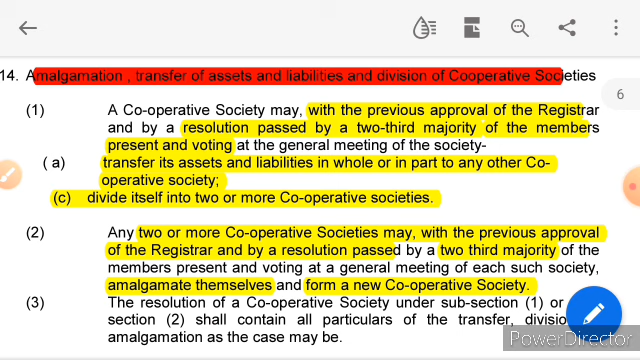 14. Amalgamation , transfer of assets and liabilities and division of Cooperative Societies
6
(1) A Co-operative Society may, with the previous approval of the Registrar
and by a resolution passed by a two-third majority of the members
present and voting at the general meeting of the society-
( a) transfer its assets and liabilities in whole or in part to any other Co-
operative society;
(c) divide itself into two or more Co-operative societies.
(2) Any two or more Co-operative Societies may, with the previous approval
of the Registrar and by a resolution passed by a two third majority of the
members present and voting at a general meeting of each such society,
amalgamate themselves and form a new Co-operative Society.
(3) The resolution of a Co-operative Society under sub-section (1) or
section (2) shall contain all particulars of the transfer, divisio
amalgamation as the case may be.
PowerDirector